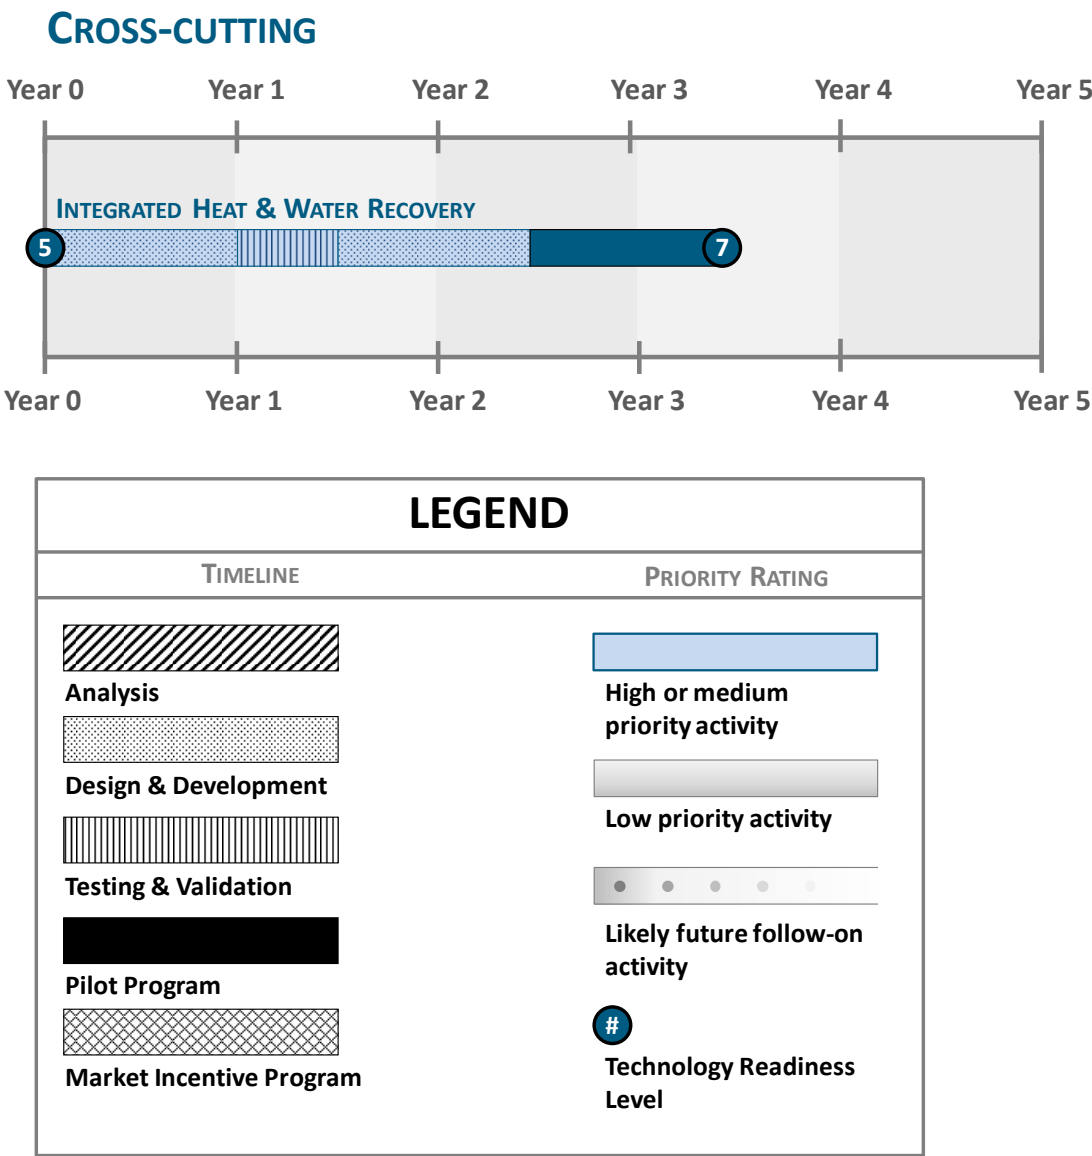 CROSS-CUTTING
Year 0 Year 1 Year 2 Year 3 Year 4 Year 5
INTEGRATED HEAT & WATER RECOVERY
5 7
Year 0 Year 1 Year 2 Year 3 Year 4 Year 5
LEGEND
TIMELINE PRIORITY RATING
Analysis
High or medium
priority activity
Design & Development
Low priority activity
Testing & Validation
Likely future follow-on
activity
Pilot Program
#
Technology Readiness
Level
Market Incentive Program